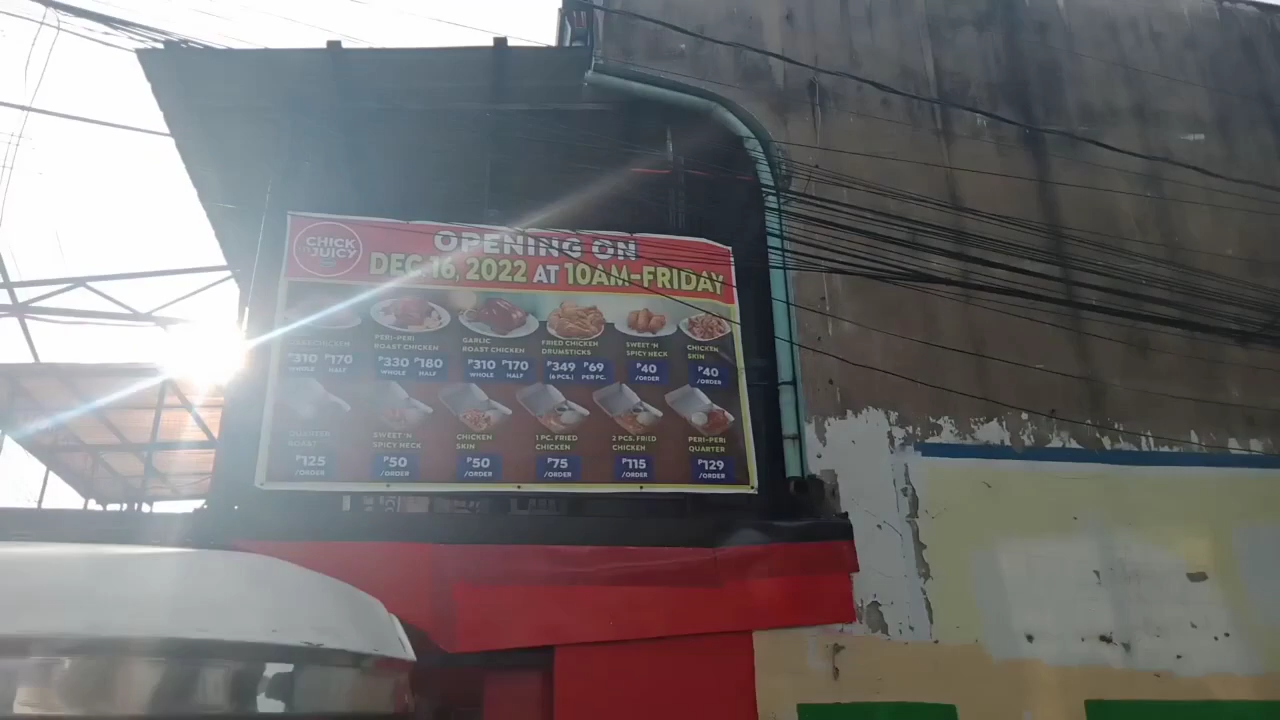 CHICK
JUICY
OPENING ON
DEC 16, 2022 AT 10AM-FRIDAY
₱310 ₱170
WHOLE HALF
PERI-PERI
ROAST CHICKEN
₱330 ₱180
WHOLE HALF
GARLIC
ROAST CHICKEN
₱310 ₱170
WHOLE HALF
FRIED CHICKEN
DRUMSTICKS
₱349 ₱69
(6 PCS.) PER PC.
SWEET 'N
SPICY NECK
₱40
/ORDER
CHICKEN
SKIN
₱40
/ORDER
QUARTER
ROAST
₱125
/ORDER
SWEET 'N
SPICY NECK
₱50
/ORDER
CHICKEN
SKIN
₱50
/ORDER
1 PC. FRIED
CHICKEN
₱75
/ORDER
2 PCS. FRIED
CHICKEN
₱115
/ORDER
PERI-PERI
QUARTER
₱129
/ORDER